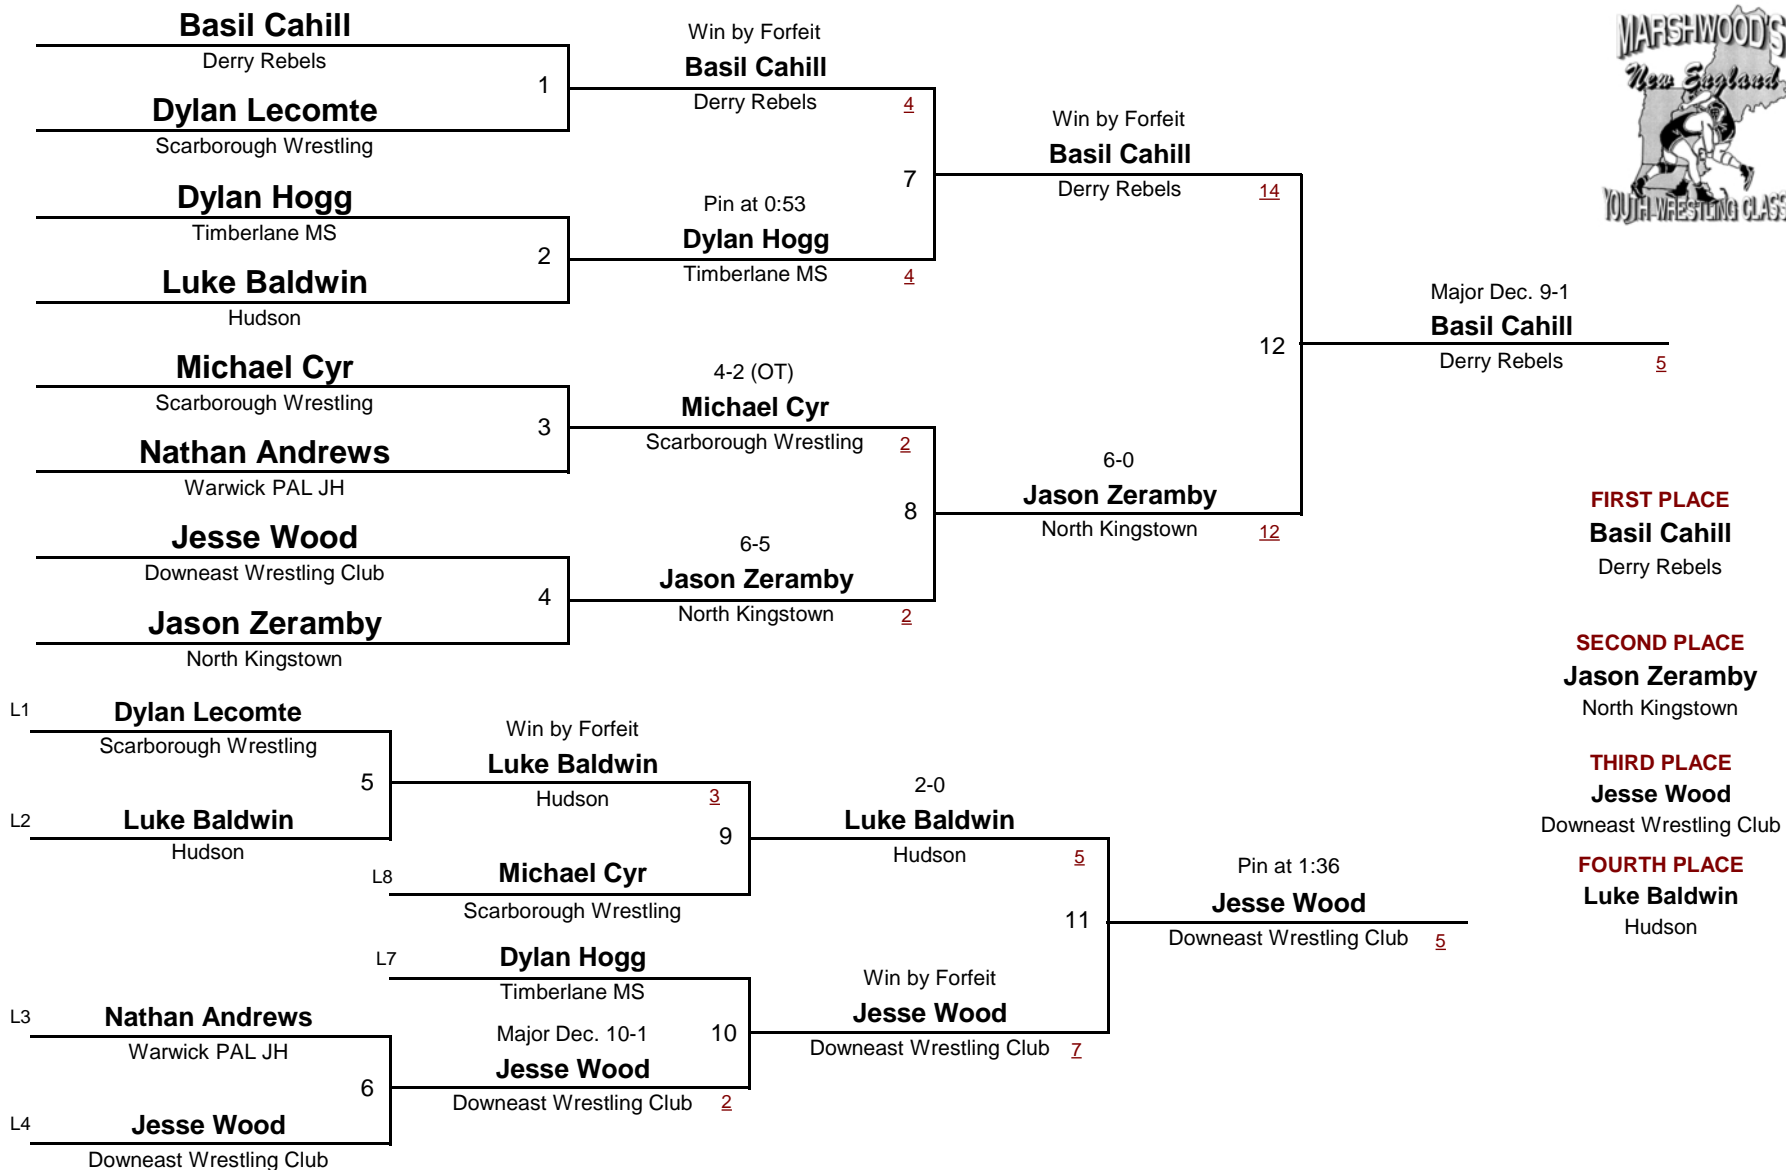 Basil Cahill
Derry Rebels
1
Dylan Lecomte
Scarborough Wrestling
Dylan Hogg
Timberlane MS
2
Luke Baldwin
Hudson
Michael Cyr
Scarborough Wrestling
3
Nathan Andrews
Warwick PAL JH
Jesse Wood
Downeast Wrestling Club
4
Jason Zeramby
North Kingstown
Win by Forfeit
Basil Cahill
Derry Rebels 4
7
Pin at 0:53
Dylan Hogg
Timberlane MS 4
4-2 (OT)
Michael Cyr
Scarborough Wrestling 2
8
6-5
Jason Zeramby
North Kingstown 2
Win by Forfeit
Basil Cahill
Derry Rebels 14
12
6-0
Jason Zeramby
North Kingstown 12
Major Dec. 9-1
Basil Cahill
Derry Rebels 5
MARSHWOOD'S
New England
YOUTH WRESTLING CLASS
FIRST PLACE
Basil Cahill
Derry Rebels
SECOND PLACE
Jason Zeramby
North Kingstown
THIRD PLACE
Jesse Wood
Downeast Wrestling Club
FOURTH PLACE
Luke Baldwin
Hudson
L1 Dylan Lecomte
Scarborough Wrestling
5
L2 Luke Baldwin
Hudson
Win by Forfeit
Luke Baldwin
Hudson 3
9
L8 Michael Cyr
Scarborough Wrestling
L7 Dylan Hogg
Timberlane MS
10
L3 Nathan Andrews
Warwick PAL JH
6
L4 Jesse Wood
Downeast Wrestling Club
Major Dec. 10-1
Jesse Wood
Downeast Wrestling Club 2
2-0
Luke Baldwin
Hudson 5
11
Win by Forfeit
Jesse Wood
Downeast Wrestling Club 7
Pin at 1:36
Jesse Wood
Downeast Wrestling Club 5